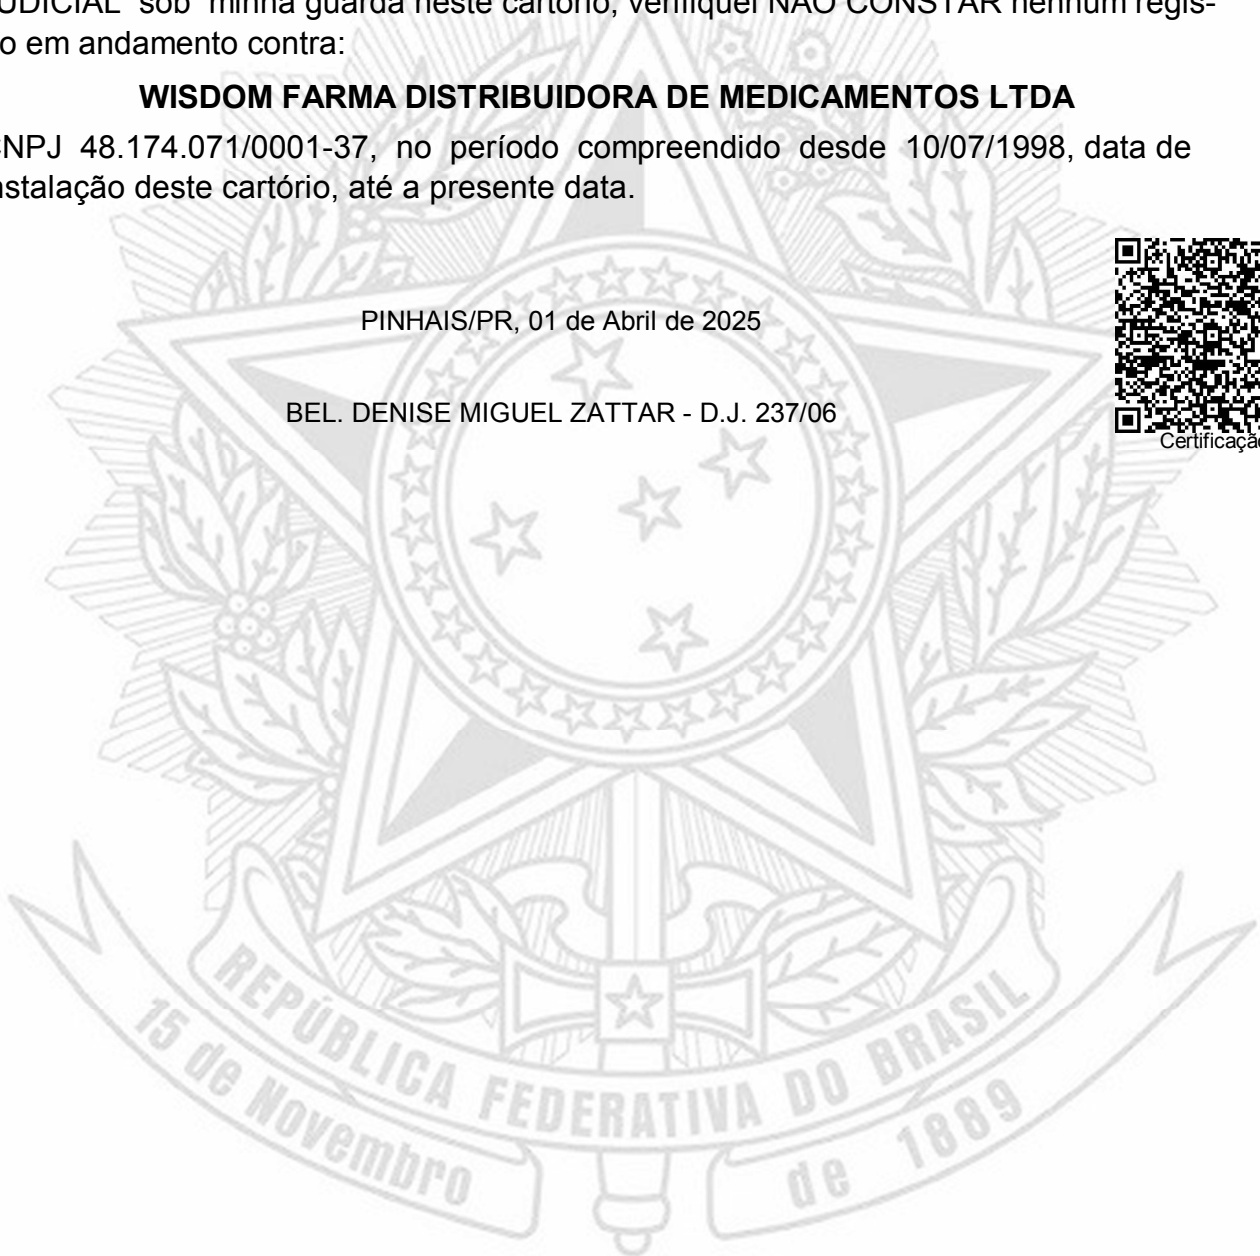 JUDICIAL sob minha guarda neste cartório, verifiquei NÃO CONSTAR nenhum regis-
o em andamento contra:
WISDOM FARMA DISTRIBUIDORA DE MEDICAMENTOS LTDA
CNPJ 48.174.071/0001-37, no período compreendido desde 10/07/1998, data de
nstalação deste cartório, até a presente data.
PINHAIS/PR, 01 de Abril de 2025
BEL. DENISE MIGUEL ZATTAR - D.J. 237/06
Certificação
REPÚBLICA FEDERATIVA DO BRASIL
15 de Novembro de 1889